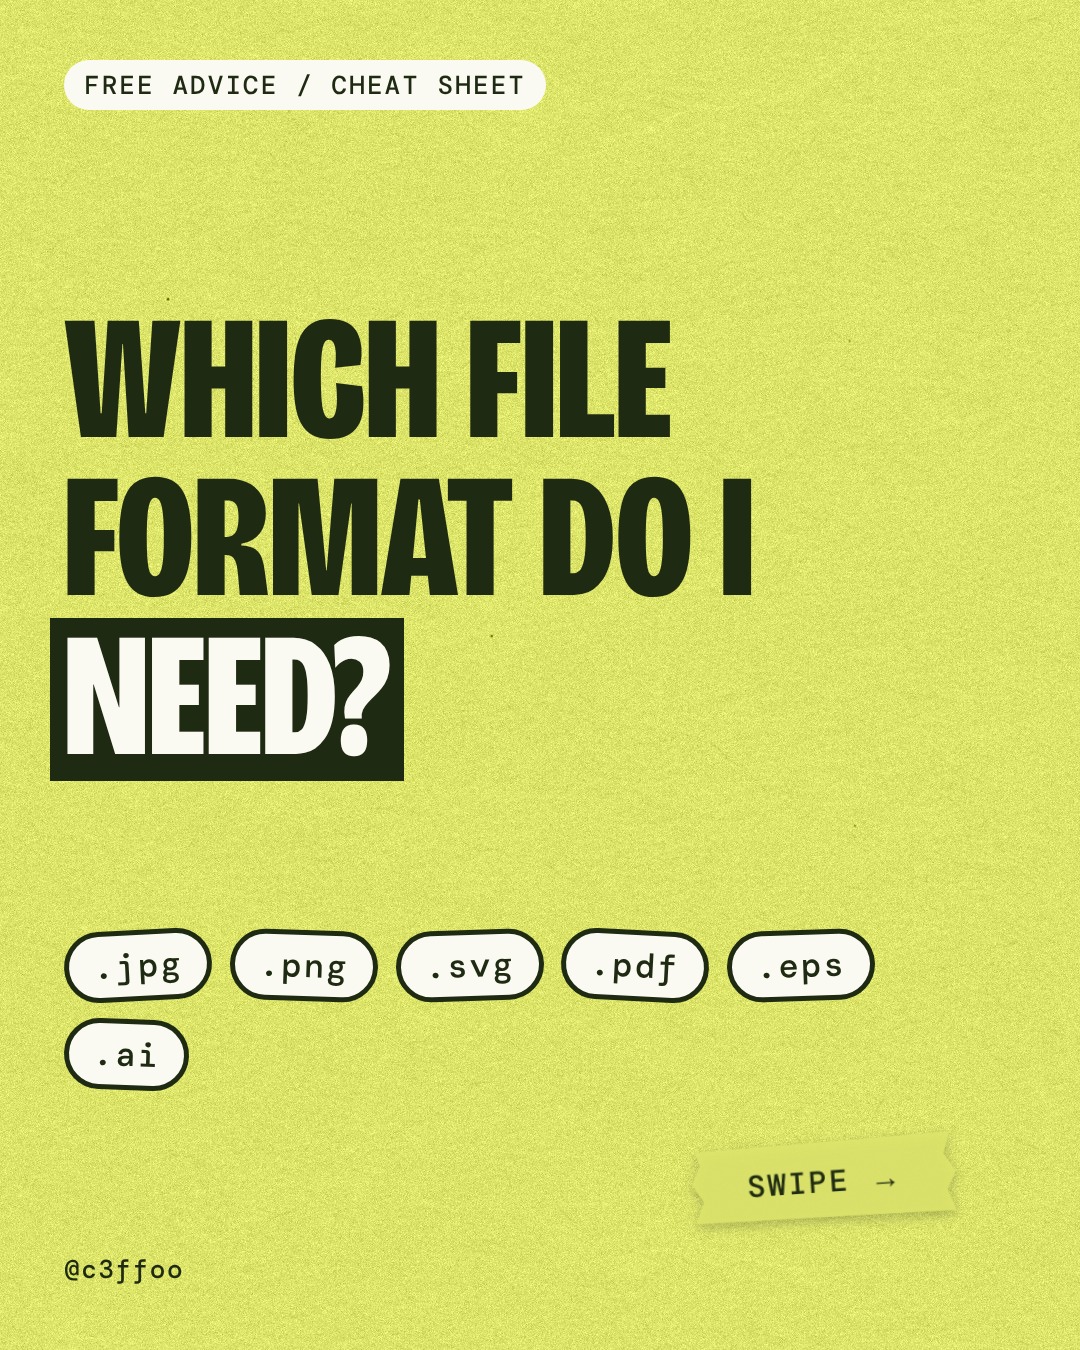 FREE ADVICE / CHEAT SHEET
WHICH FILE
FORMAT DO I
NEED?
.jpg .png .svg .pdf .eps
.ai
SWIPE →
@c3ffoo